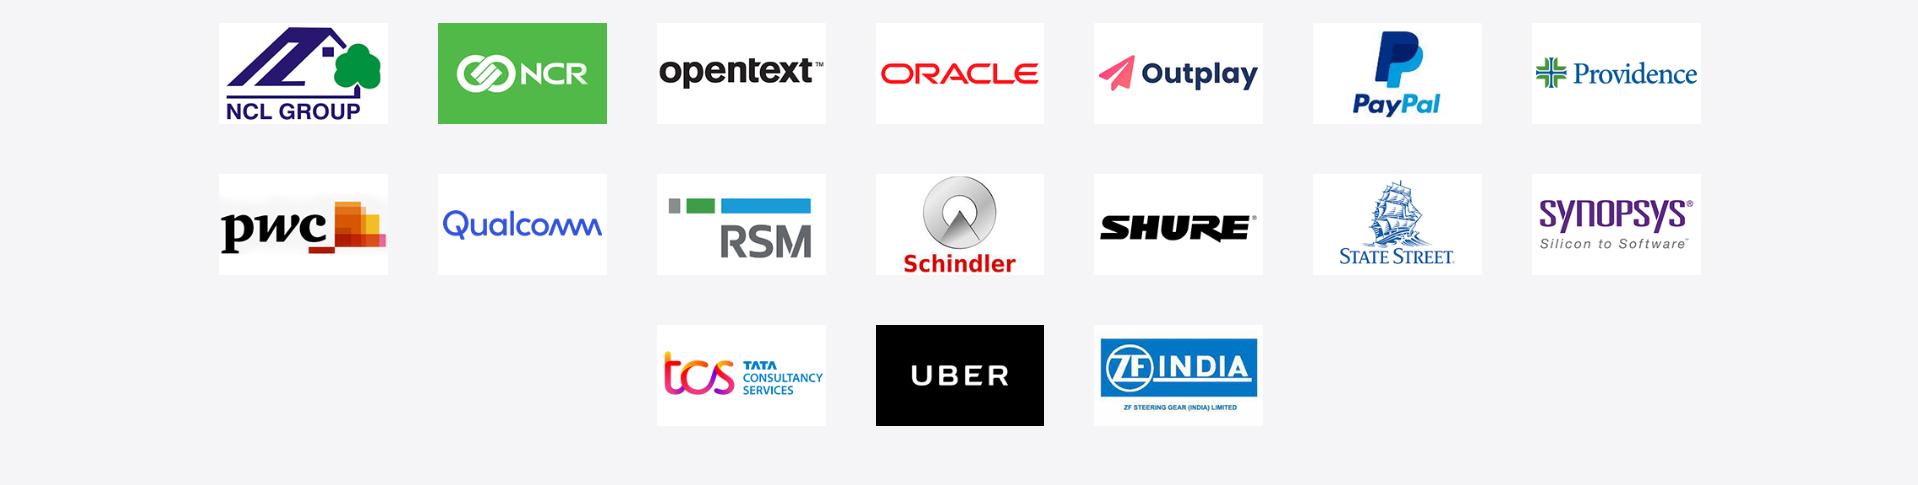 NCL GROUP
NCR
opentext™
ORACLE
Outplay
PayPal
Providence
pwc
Qualcomm
RSM
Schindler
SHURE®
STATE STREET.
SYNOPSYS®
Silicon to Software™
tcs TATA
CONSULTANCY
SERVICES
UBER
ZF INDIA
ZF STEERING GEAR (INDIA) LIMITED